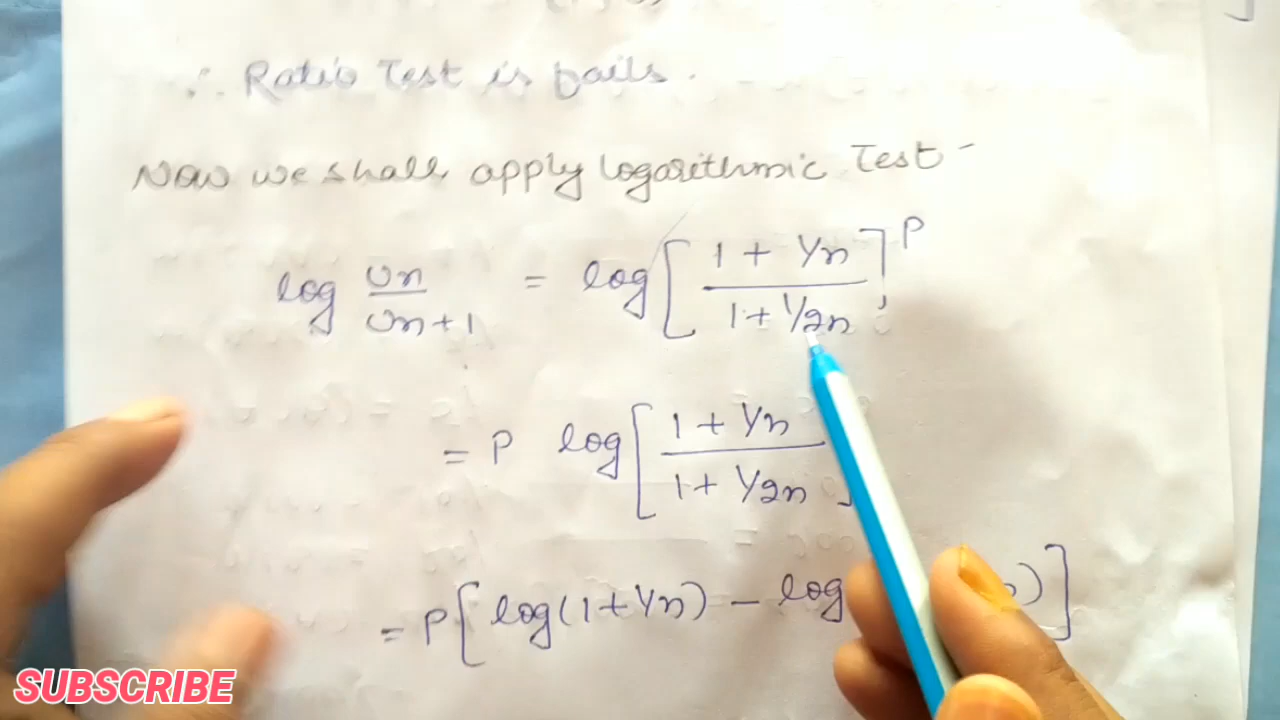 ∴ Ratio Test is fails.
Now we shall apply logarithmic Test -
log Un/Un+1 = log [1 + 1/n / 1 + 1/2n]^P
= P log [1 + 1/n / 1 + 1/2n]
= P[log(1+1/n) - log )]
SUBSCRIBE